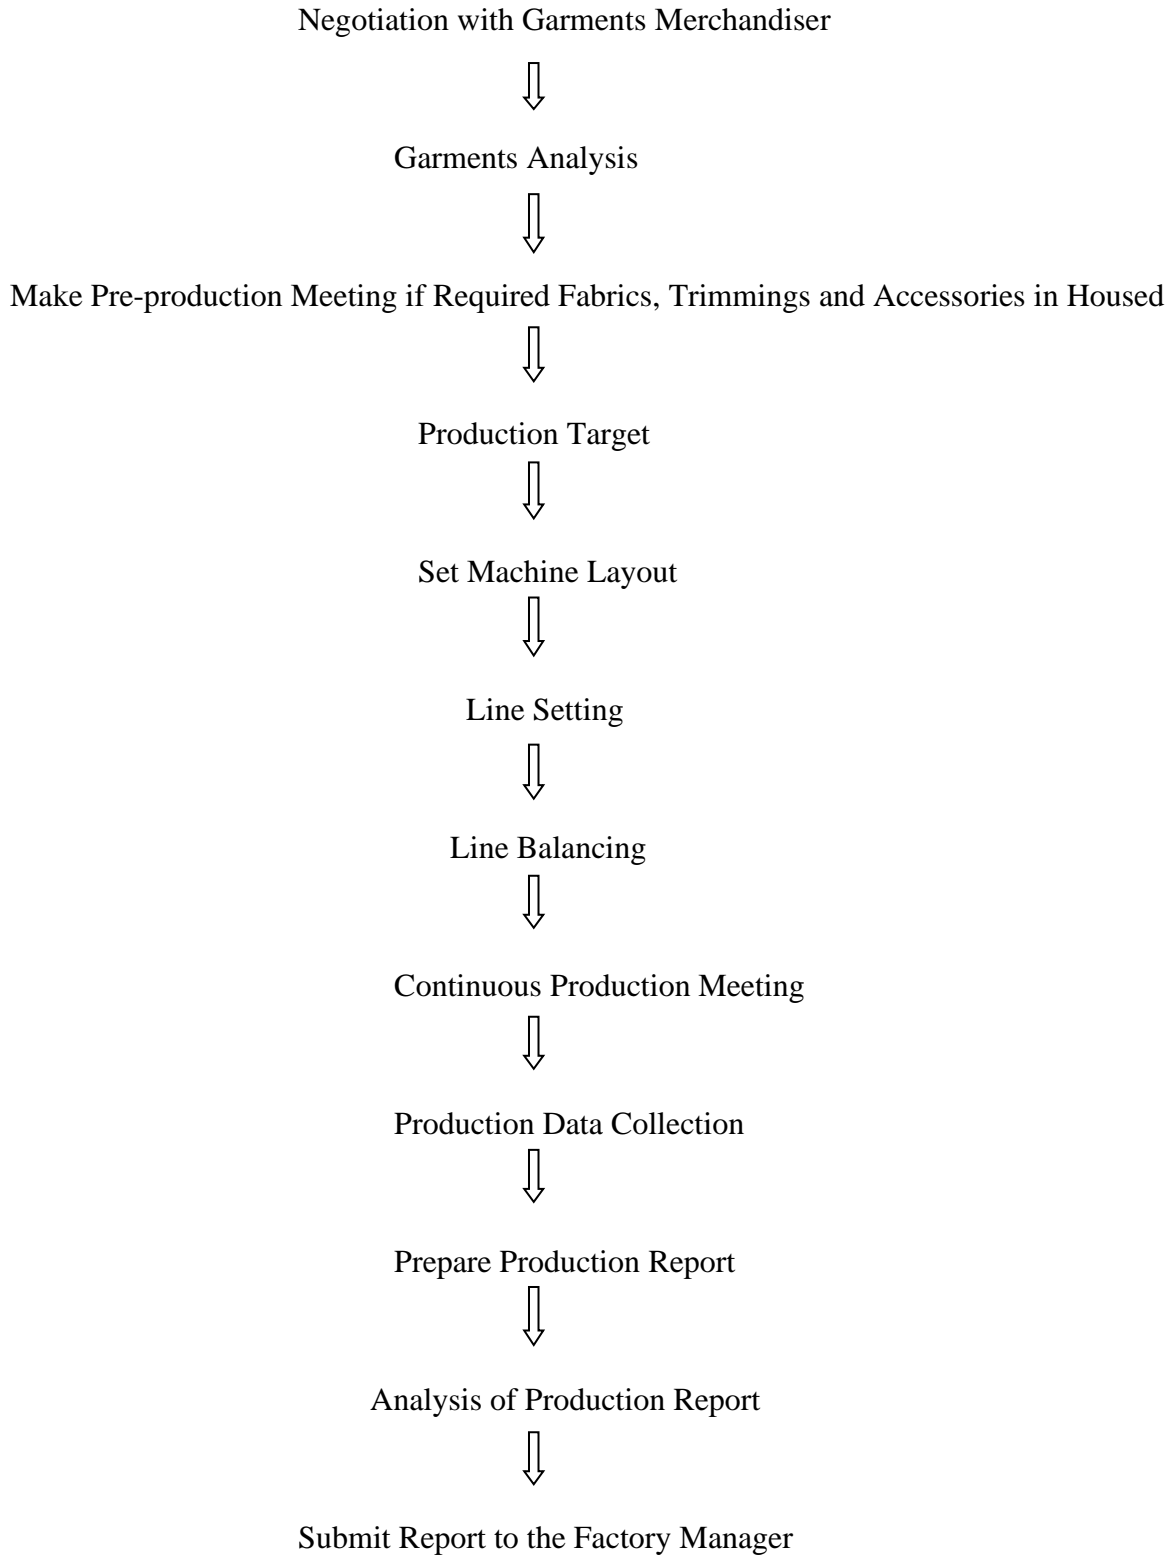 Negotiation with Garments Merchandiser
Garments Analysis
Make Pre-production Meeting if Required Fabrics, Trimmings and Accessories in Housed
Production Target
Set Machine Layout
Line Setting
Line Balancing
Continuous Production Meeting
Production Data Collection
Prepare Production Report
Analysis of Production Report
Submit Report to the Factory Manager